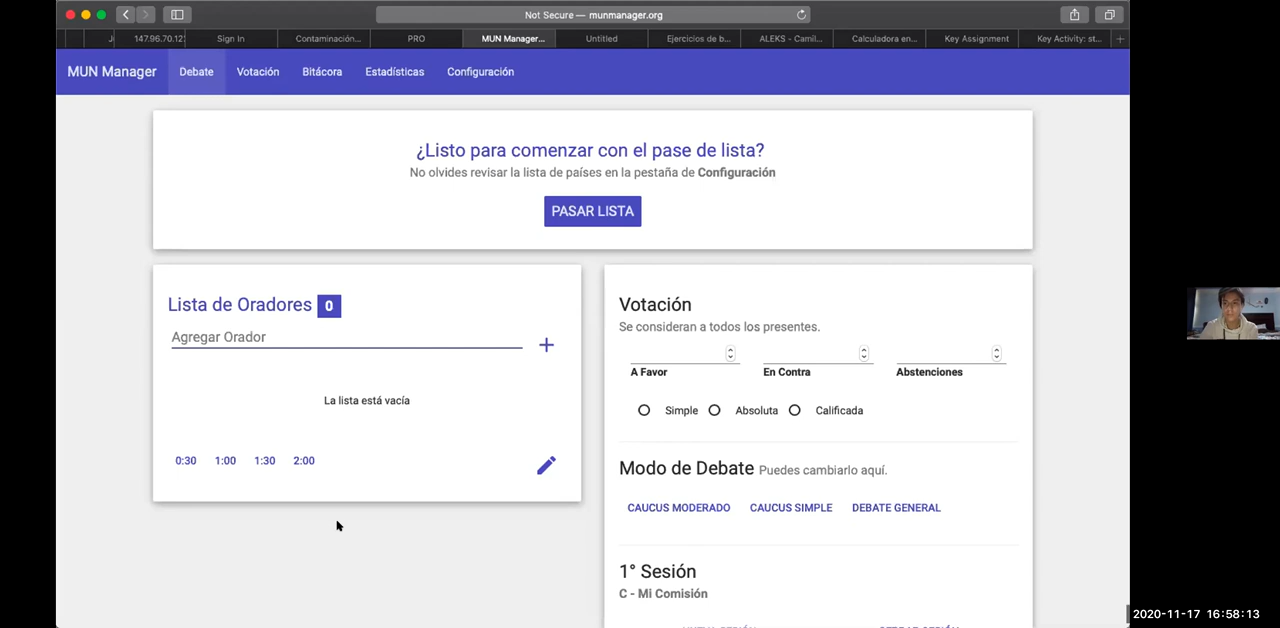 Not Secure — munmanager.org
147.96.70.12
Sign In
Contaminación...
PRO
MUN Manager...
Untitled
Ejercicios de b...
ALEKS - Camil...
Calculadora en...
Key Assignment
Key Activity: st...
MUN Manager
Debate
Votación
Bitácora
Estadísticas
Configuración
¿Listo para comenzar con el pase de lista?
No olvides revisar la lista de países en la pestaña de Configuración
PASAR LISTA
Lista de Oradores 0
Agregar Orador
La lista está vacía
0:30 1:00 1:30 2:00
Votación
Se consideran a todos los presentes.
A Favor En Contra Abstenciones
Simple Absoluta Calificada
Modo de Debate Puedes cambiarlo aquí.
CAUCUS MODERADO CAUCUS SIMPLE DEBATE GENERAL
1° Sesión
C - Mi Comisión
2020-11-17 16:58:13